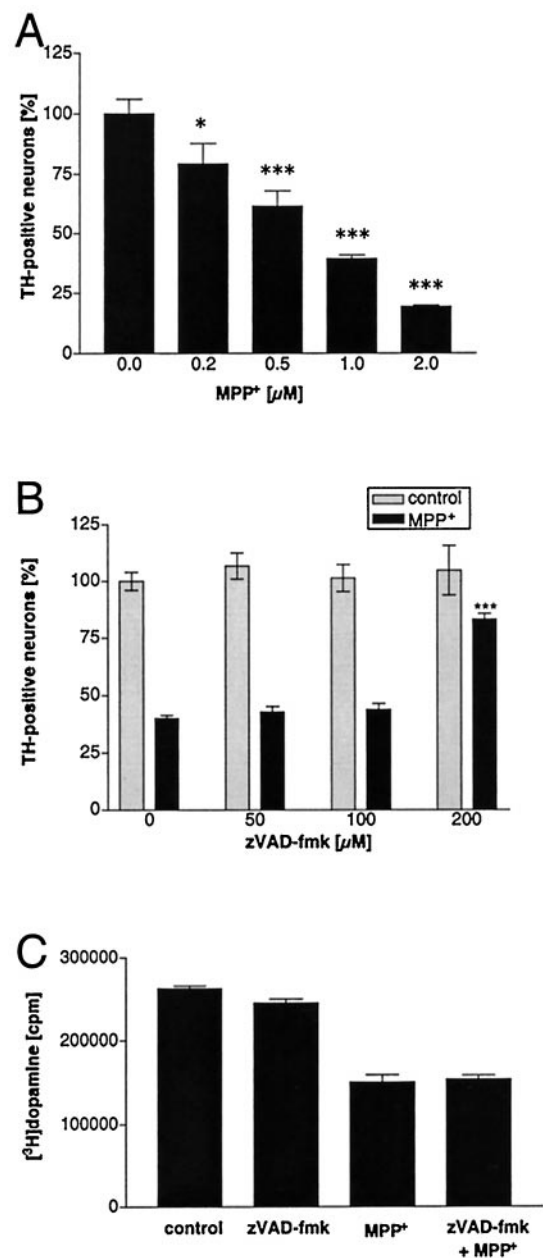 A
TH-positive neurons [%]
125
100
75
50
25
0
*
***
***
***
0.0 0.2 0.5 1.0 2.0
MPP⁺ [µM]
B
control
MPP⁺
TH-positive neurons [%]
125
100
75
50
25
0
***
0 50 100 200
zVAD-fmk [µM]
C
[³H]dopamine [cpm]
300000
200000
100000
0
control zVAD-fmk MPP⁺ zVAD-fmk
+ MPP⁺